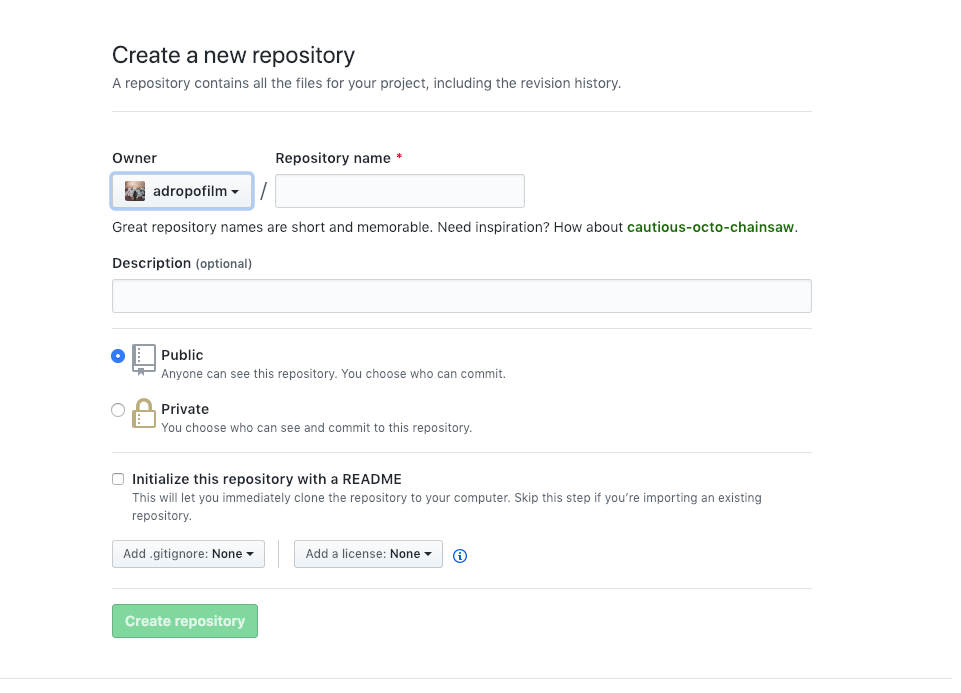 Create a new repository
A repository contains all the files for your project, including the revision history.
Owner
Repository name *
adropofilm
/
Great repository names are short and memorable. Need inspiration? How about cautious-octo-chainsaw.
Description (optional)
Public
Anyone can see this repository. You choose who can commit.
Private
You choose who can see and commit to this repository.
Initialize this repository with a README
This will let you immediately clone the repository to your computer. Skip this step if you’re importing an existing
repository.
Add .gitignore: None
Add a license: None
Create repository